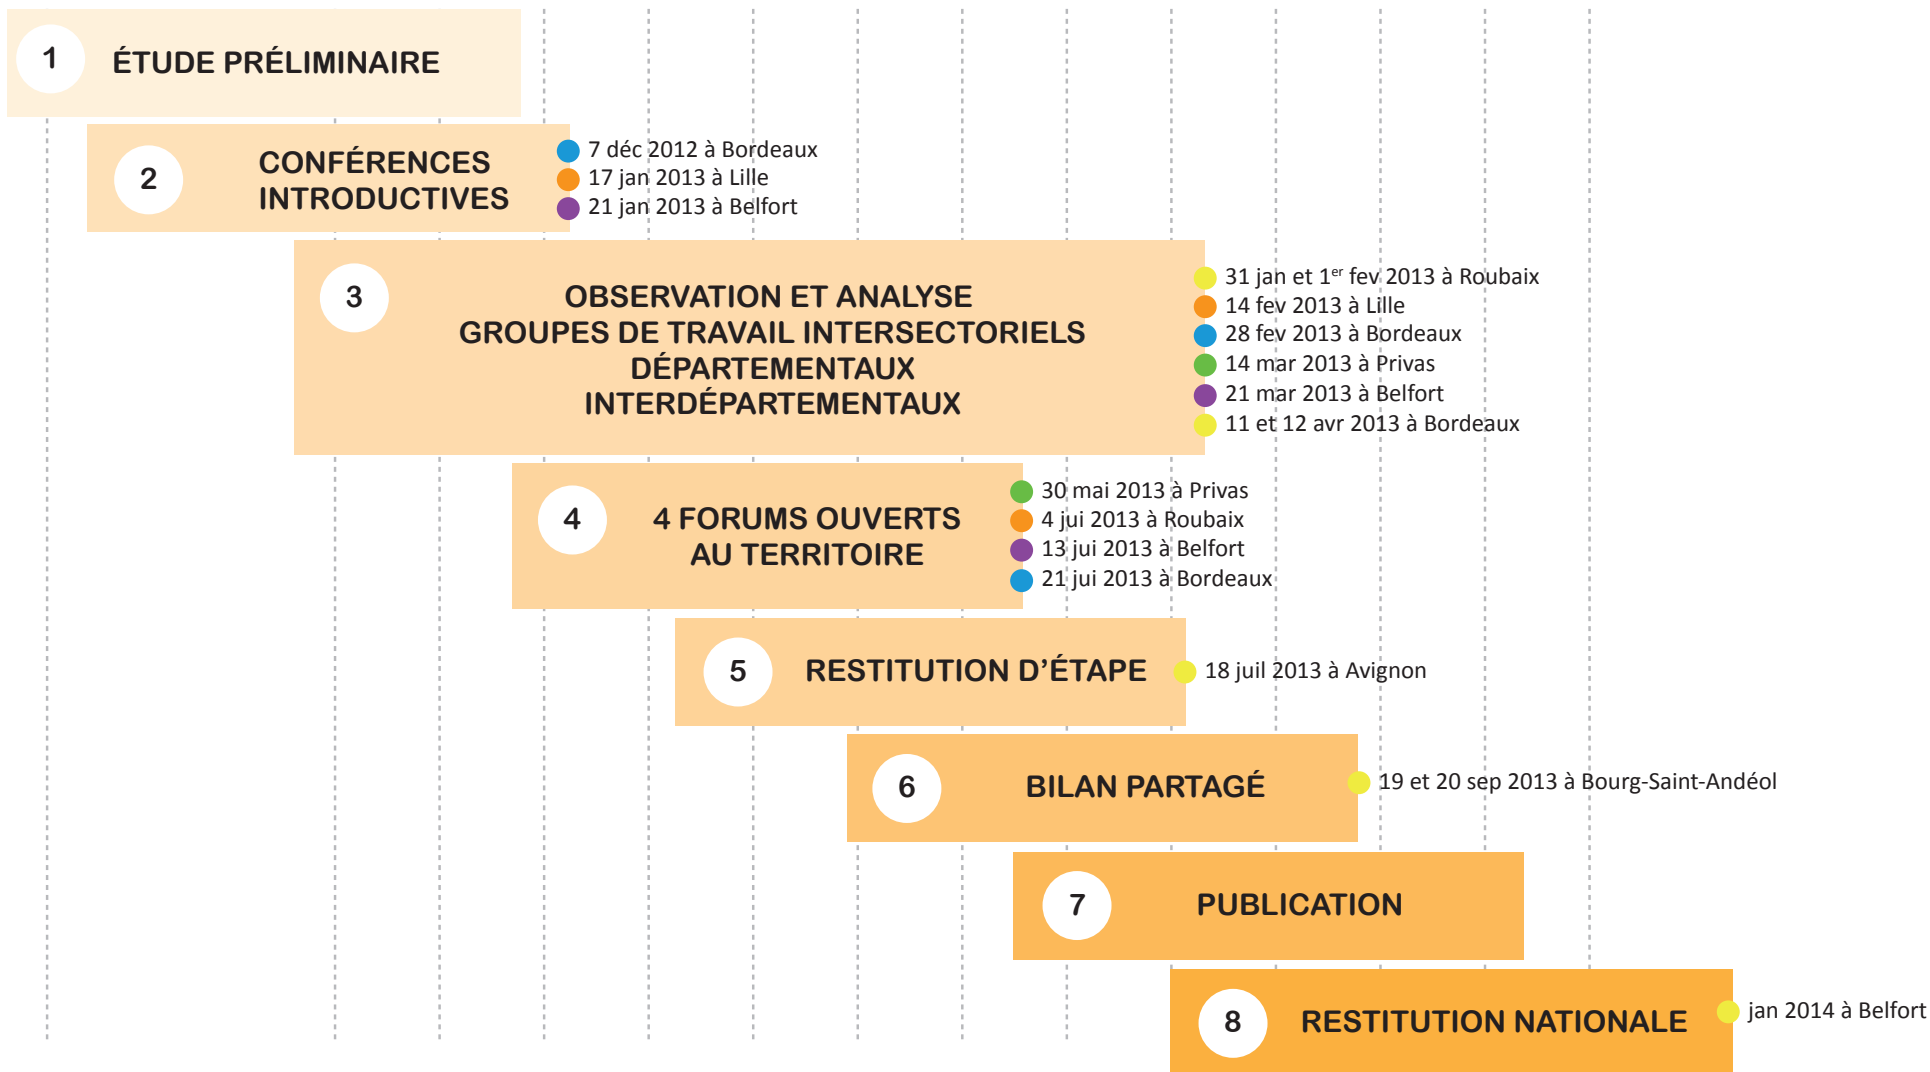 1
ÉTUDE PRÉLIMINAIRE
2
CONFÉRENCES
INTRODUCTIVES
7 déc 2012 à Bordeaux
17 jan 2013 à Lille
21 jan 2013 à Belfort
3
OBSERVATION ET ANALYSE
GROUPES DE TRAVAIL INTERSECTORIELS
DÉPARTEMENTAUX
INTERDÉPARTEMENTAUX
31 jan et 1er fev 2013 à Roubaix
14 fev 2013 à Lille
28 fev 2013 à Bordeaux
14 mar 2013 à Privas
21 mar 2013 à Belfort
11 et 12 avr 2013 à Bordeaux
4
4 FORUMS OUVERTS
AU TERRITOIRE
30 mai 2013 à Privas
4 jui 2013 à Roubaix
13 jui 2013 à Belfort
21 jui 2013 à Bordeaux
5
RESTITUTION D’ÉTAPE
18 juil 2013 à Avignon
6
BILAN PARTAGÉ
19 et 20 sep 2013 à Bourg-Saint-Andéol
7
PUBLICATION
8
RESTITUTION NATIONALE
jan 2014 à Belfort